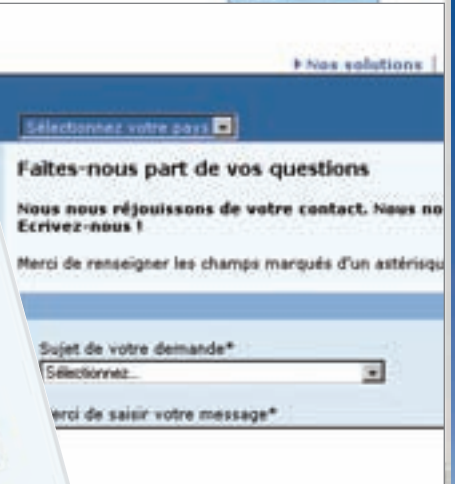 Nos solutions |
Sélectionnez votre pays
Faites-nous part de vos questions
Nous nous réjouissons de votre contact. Nous no
Ecrivez-nous !
Merci de renseigner les champs marqués d'un astérisqu
Sujet de votre demande*
Sélectionnez...
erci de saisir votre message*